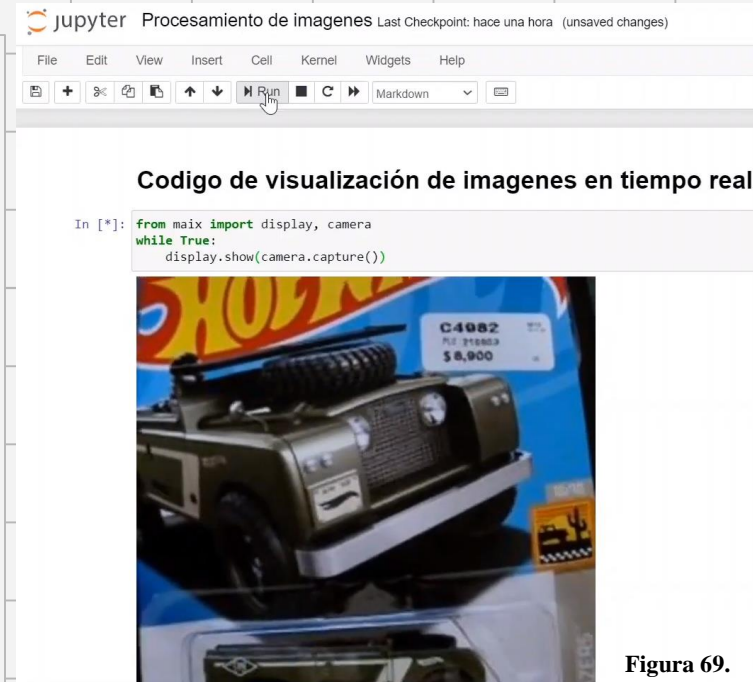 jupyter Procesamiento de imagenes Last Checkpoint: hace una hora (unsaved changes)
File Edit View Insert Cell Kernel Widgets Help
Run Markdown
Codigo de visualización de imagenes en tiempo real
In [*]: from maix import display, camera
while True:
display.show(camera.capture())
HOT
C4982
$8,900
Figura 69.